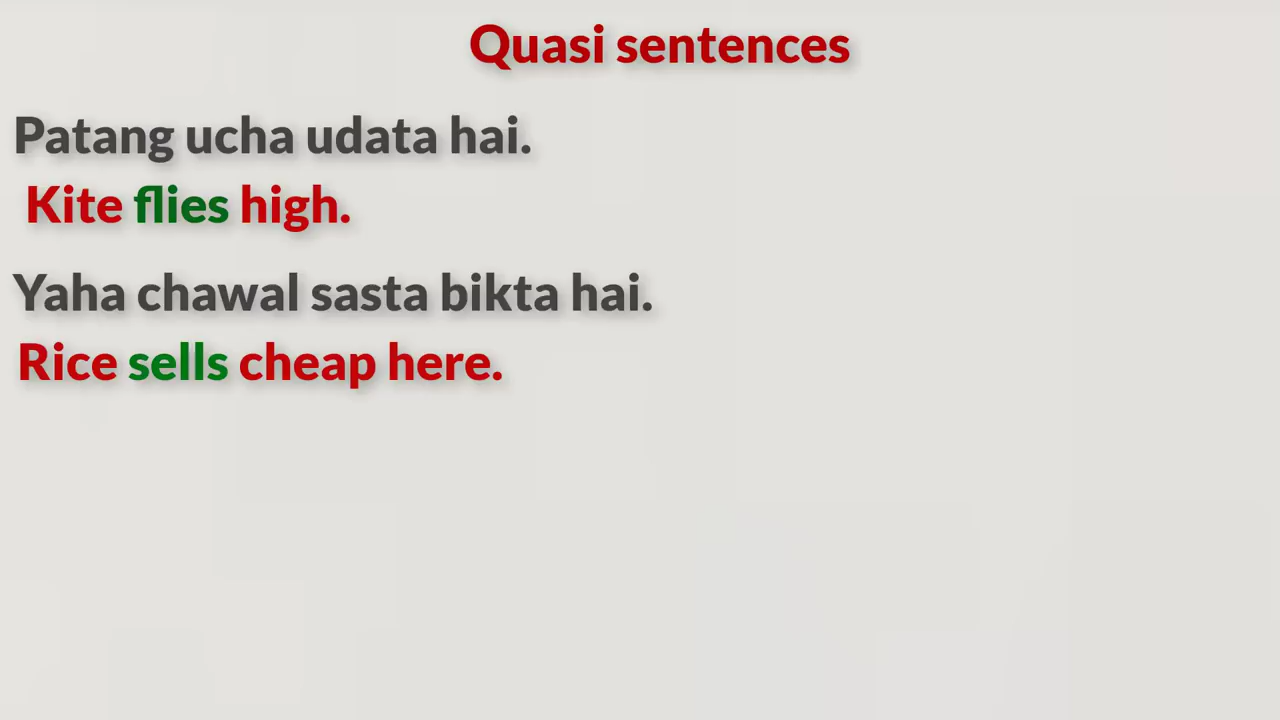 Quasi sentences
Patang ucha udata hai.
Kite flies high.
Yaha chawal sasta bikta hai.
Rice sells cheap here.